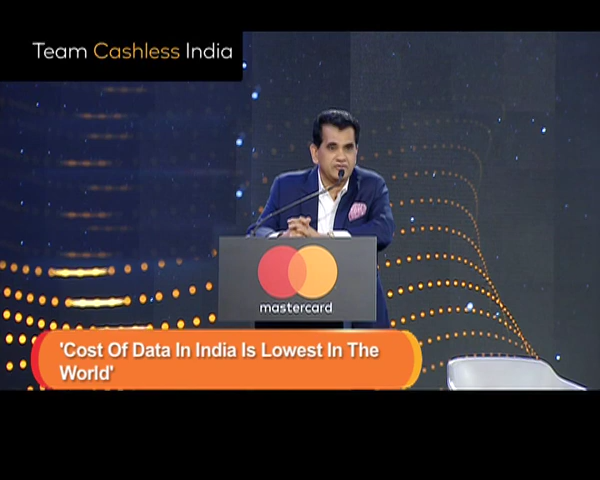 Team Cashless India
mastercard
'Cost Of Data In India Is Lowest In The
World'